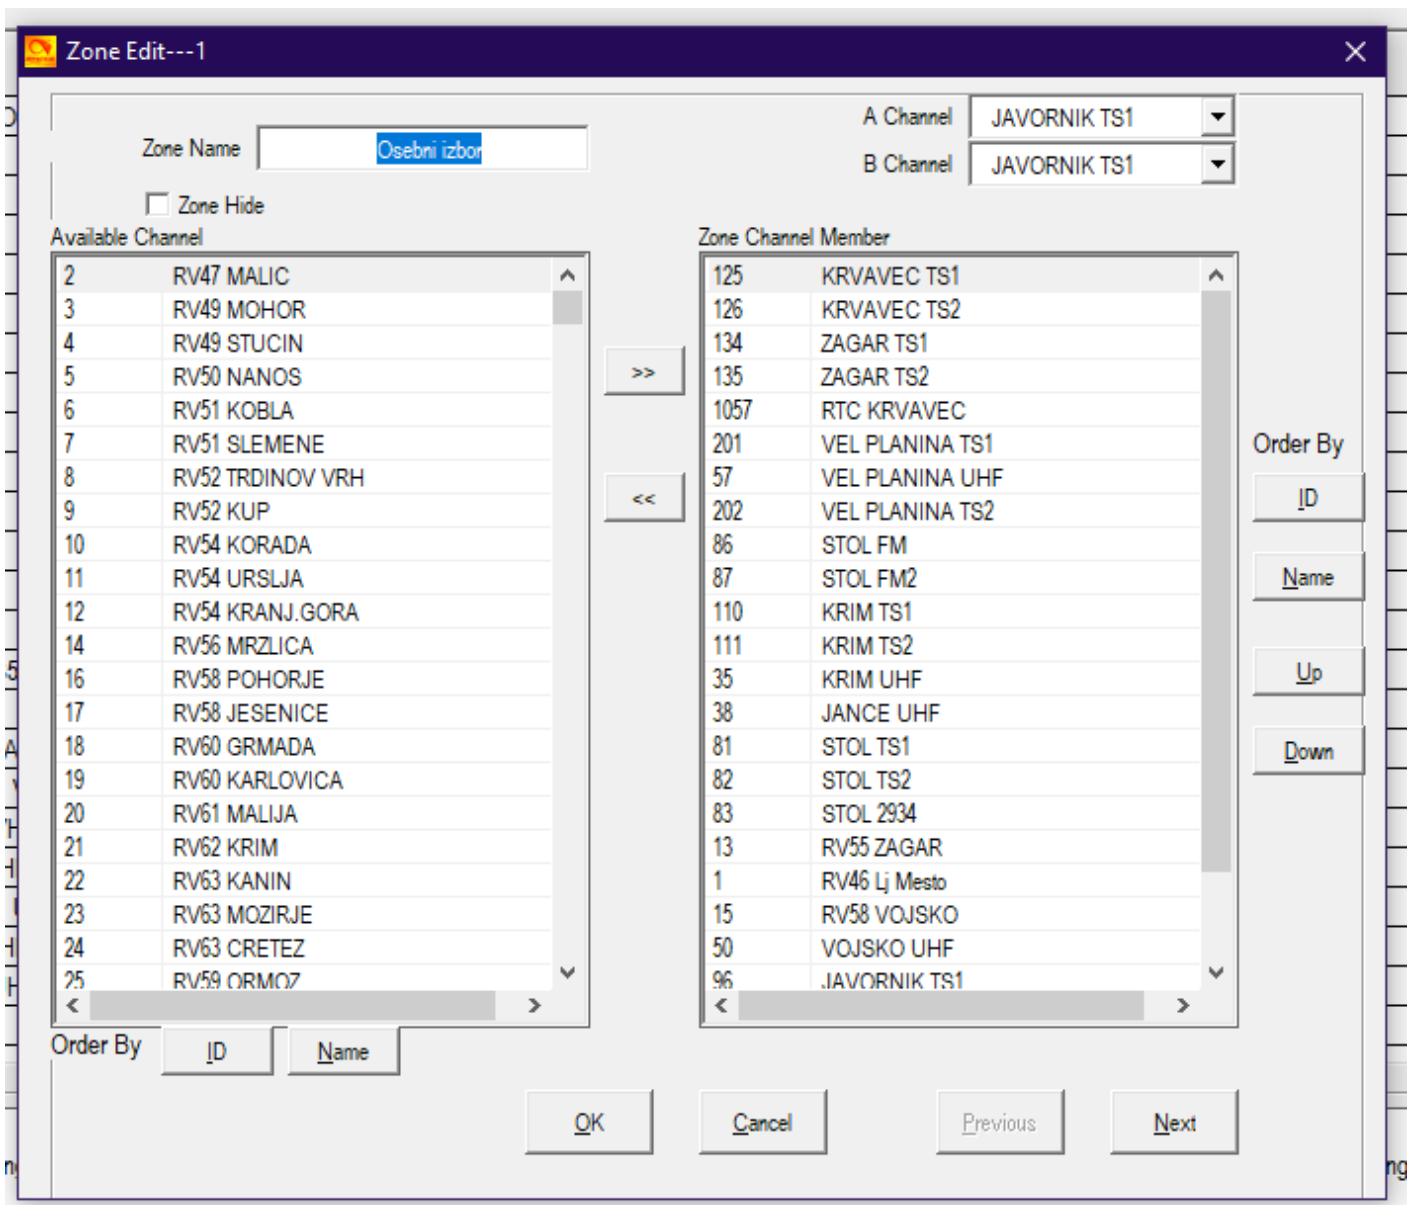 Zone Edit---1
A Channel JAVORNIK TS1
Zone Name Osebni izbor
B Channel JAVORNIK TS1
Zone Hide
Available Channel
2 RV47 MALIC
3 RV49 MOHOR
4 RV49 STUCIN
5 RV50 NANOS
6 RV51 KOBLA
7 RV51 SLEMENE
8 RV52 TRDINOV VRH
9 RV52 KUP
10 RV54 KORADA
11 RV54 URSLJA
12 RV54 KRANJ.GORA
14 RV56 MRZLICA
16 RV58 POHORJE
17 RV58 JESENICE
18 RV60 GRMADA
19 RV60 KARLOVICA
20 RV61 MALIJA
21 RV62 KRIM
22 RV63 KANIN
23 RV63 MOZIRJE
24 RV63 CRETEZ
25 RV59 ORMOZ
Order By ID Name
>>
<<
Zone Channel Member
125 KRVAVEC TS1
126 KRVAVEC TS2
134 ZAGAR TS1
135 ZAGAR TS2
1057 RTC KRVAVEC
201 VEL PLANINA TS1
57 VEL PLANINA UHF
202 VEL PLANINA TS2
86 STOL FM
87 STOL FM2
110 KRIM TS1
111 KRIM TS2
35 KRIM UHF
38 JANCE UHF
81 STOL TS1
82 STOL TS2
83 STOL 2934
13 RV55 ZAGAR
1 RV46 Lj Mesto
15 RV58 VOJSKO
50 VOJSKO UHF
96 JAVORNIK TS1
Order By
ID
Name
Up
Down
OK Cancel Previous Next